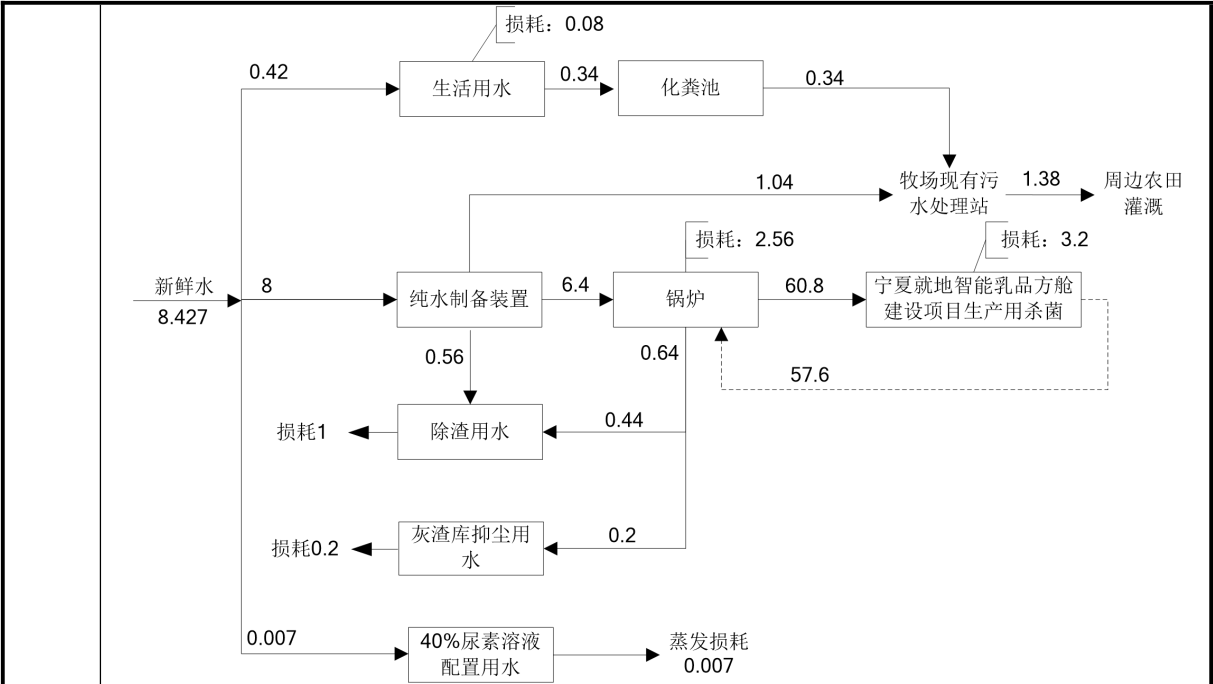 损耗：0.08
0.42
生活用水
0.34
化粪池
0.34
1.04
牧场现有污
水处理站
1.38
周边农田
灌溉
损耗：2.56
损耗：3.2
新鲜水
8.427
8
纯水制备装置
6.4
锅炉
60.8
宁夏就地智能乳品方舱
建设项目生产用杀菌
0.56
0.64
57.6
损耗1
除渣用水
0.44
损耗0.2
灰渣库抑尘用
水
0.2
0.007
40%尿素溶液
配置用水
蒸发损耗
0.007